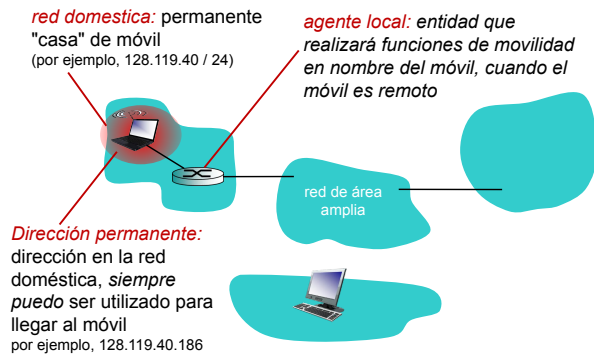 red domestica: permanente
"casa" de móvil
(por ejemplo, 128.119.40 / 24)
agente local: entidad que
realizará funciones de movilidad
en nombre del móvil, cuando el
móvil es remoto
red de área
amplia
Dirección permanente:
dirección en la red
doméstica, siempre
puedo ser utilizado para
llegar al móvil
por ejemplo, 128.119.40.186